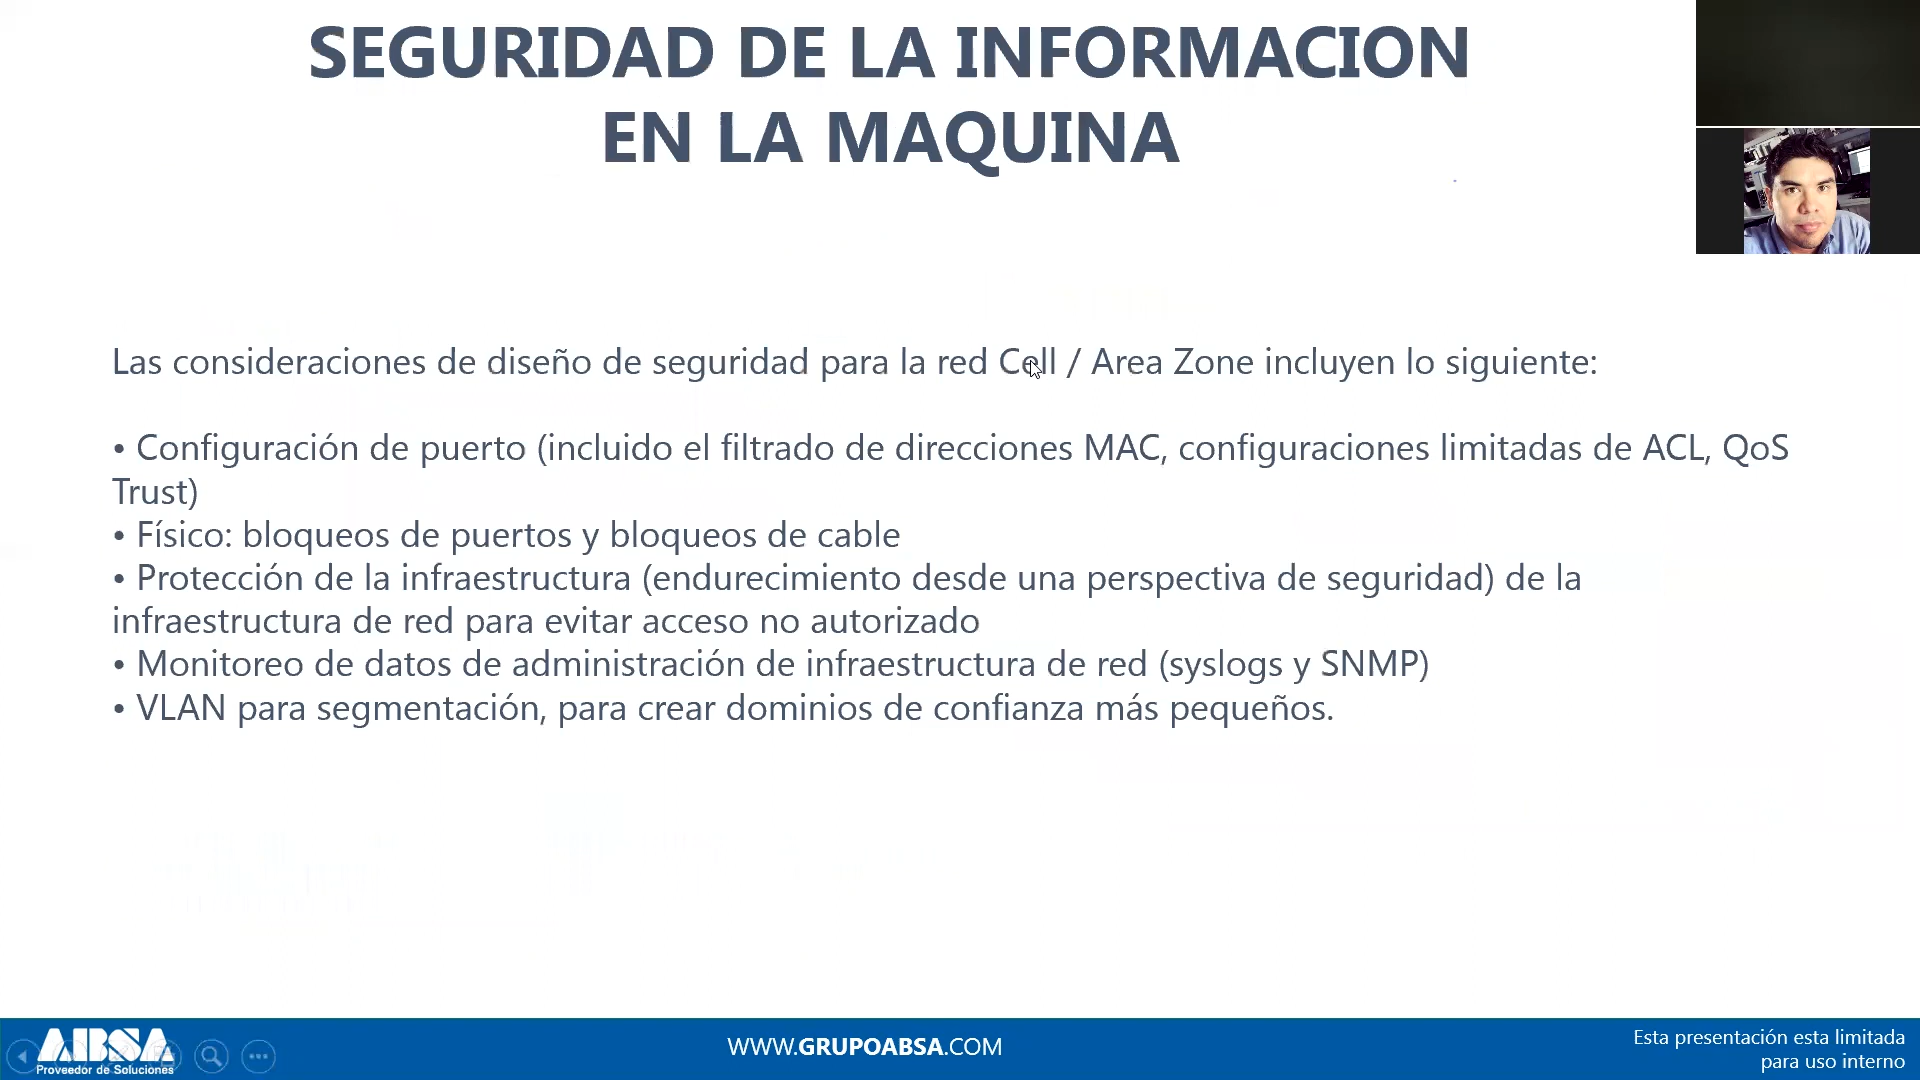 SEGURIDAD DE LA INFORMACION
EN LA MAQUINA
Las consideraciones de diseño de seguridad para la red Cell / Area Zone incluyen lo siguiente:
• Configuración de puerto (incluido el filtrado de direcciones MAC, configuraciones limitadas de ACL, QoS
Trust)
• Físico: bloqueos de puertos y bloqueos de cable
• Protección de la infraestructura (endurecimiento desde una perspectiva de seguridad) de la
infraestructura de red para evitar acceso no autorizado
• Monitoreo de datos de administración de infraestructura de red (syslogs y SNMP)
• VLAN para segmentación, para crear dominios de confianza más pequeños.
ABSA
Proveedor de Soluciones
WWW.GRUPOABSA.COM
Esta presentación esta limitada
para uso interno